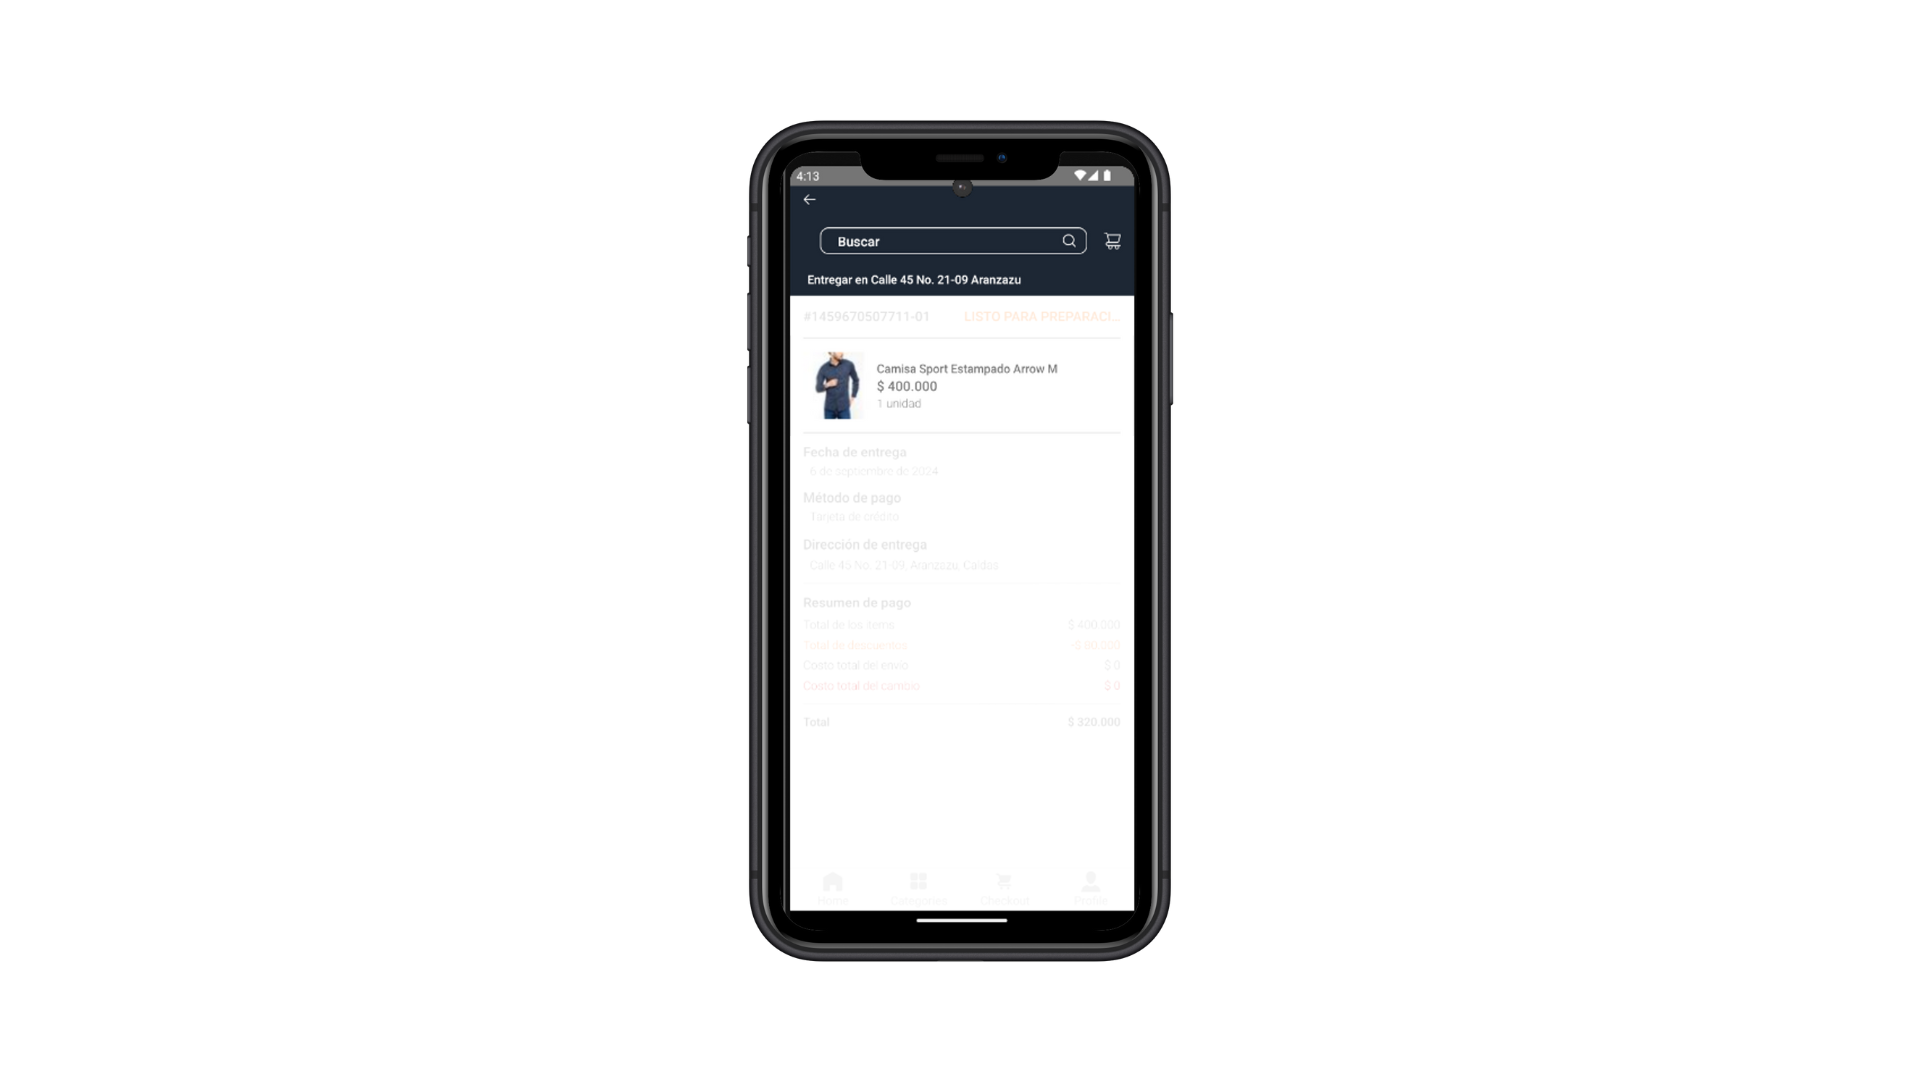 4:13
Buscar
Entregar en Calle 45 No. 21-09 Aranzazu
#1459670507711-01
LISTO PARA PREPARACI...
Camisa Sport Estampado Arrow M
$ 400.000
1 unidad
Fecha de entrega
6 de septiembre de 2024
Método de pago
Tarjeta de crédito
Dirección de entrega
Calle 45 No. 21-09, Aranzazu, Caldas
Resumen de pago
Total de los items $ 400.000
Total de descuentos -$ 80.000
Costo total del envío $ 0
Costo total del cambio $ 0
Total $ 320.000
Home Categories Checkout Profile